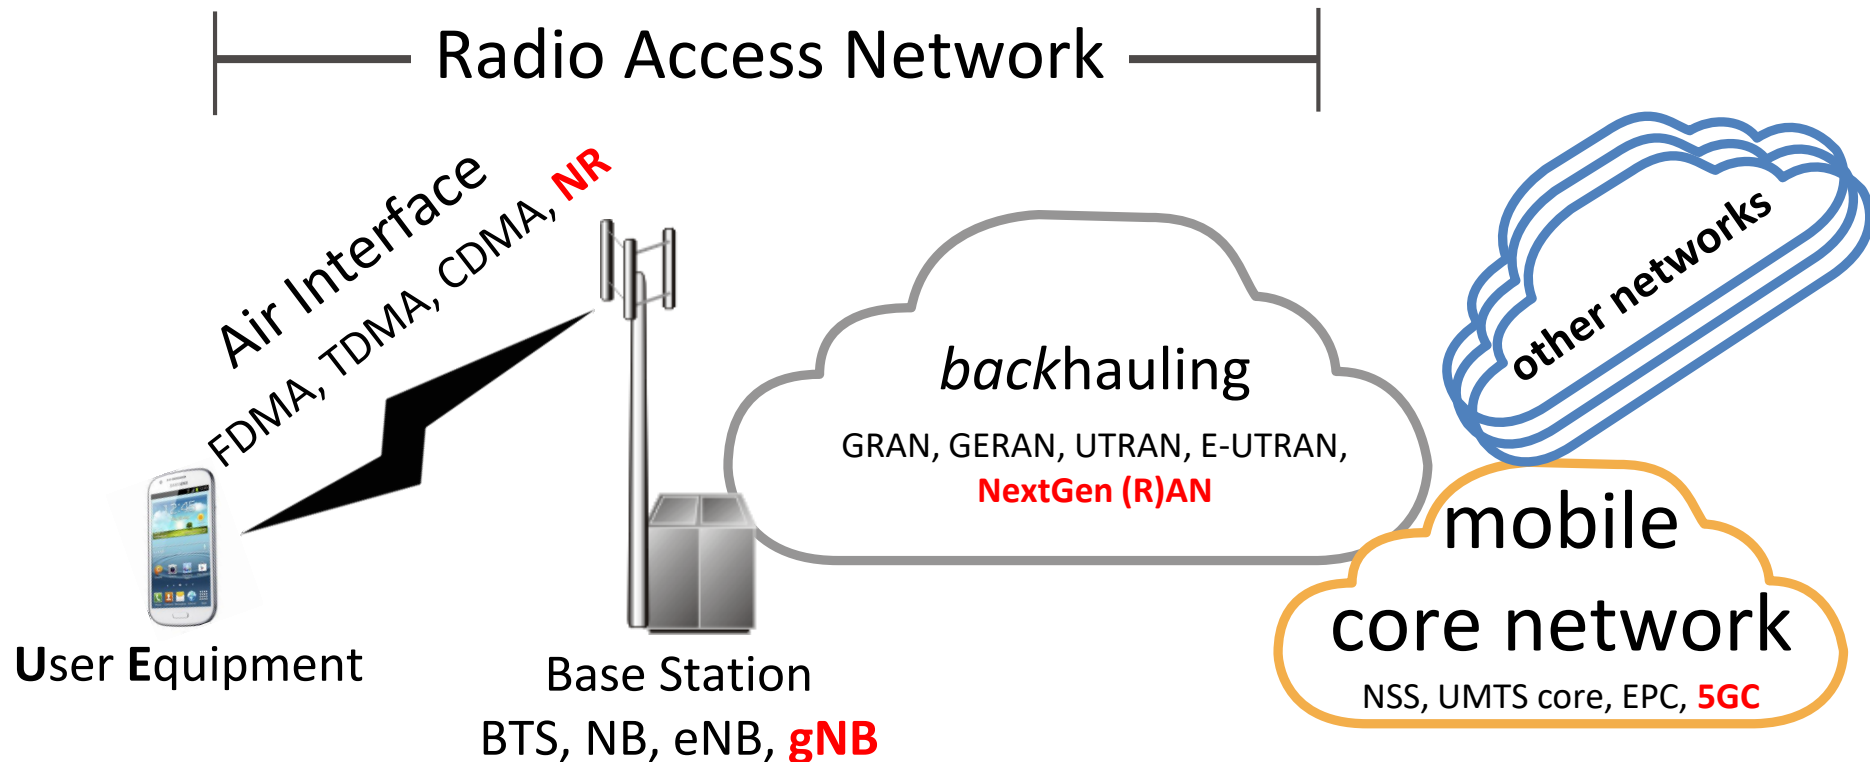 Radio Access Network
Air Interface
FDMA, TDMA, CDMA, NR
other networks
backhauling
GRAN, GERAN, UTRAN, E-UTRAN,
NextGen (R)AN
mobile
core network
NSS, UMTS core, EPC, 5GC
User Equipment
Base Station
BTS, NB, eNB, gNB
SAMSUNG